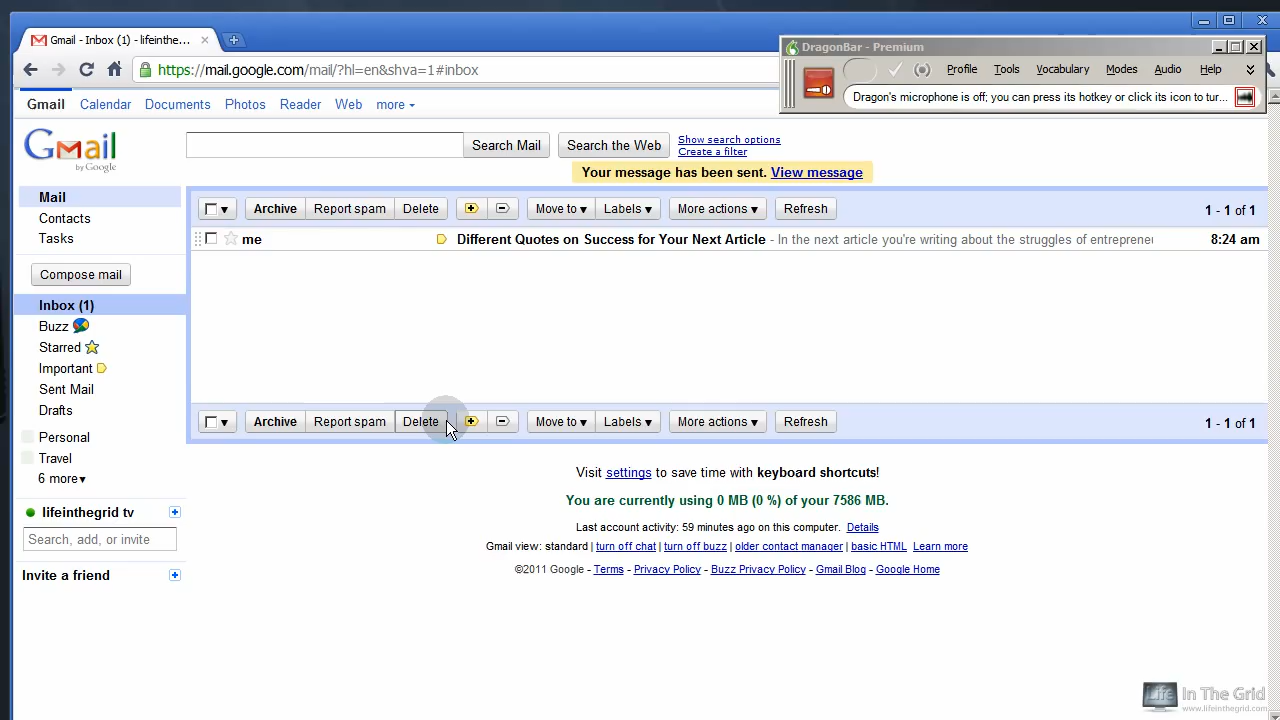 Gmail - Inbox (1) - lifeinthe...
https://mail.google.com/mail/?hl=en&shva=1#inbox
DragonBar - Premium
Profile Tools Vocabulary Modes Audio Help
Dragon's microphone is off; you can press its hotkey or click its icon to tur...
Gmail Calendar Documents Photos Reader Web more
Gmail
by Google
Search Mail Search the Web Show search options
Create a filter
Your message has been sent. View message
Mail
Contacts
Tasks
Compose mail
Inbox (1)
Buzz
Starred
Important
Sent Mail
Drafts
Personal
Travel
6 more
lifeinthegrid tv
Search, add, or invite
Invite a friend
Archive Report spam Delete Move to Labels More actions Refresh 1 - 1 of 1
me Different Quotes on Success for Your Next Article - In the next article you're writing about the struggles of entreprene
8:24 am
Archive Report spam Delete Move to Labels More actions Refresh 1 - 1 of 1
Visit settings to save time with keyboard shortcuts!
You are currently using 0 MB (0 %) of your 7586 MB.
Last account activity: 59 minutes ago on this computer. Details
Gmail view: standard | turn off chat | turn off buzz | older contact manager | basic HTML Learn more
©2011 Google - Terms - Privacy Policy - Buzz Privacy Policy - Gmail Blog - Google Home
Life In The Grid
www.lifeinthegrid.com